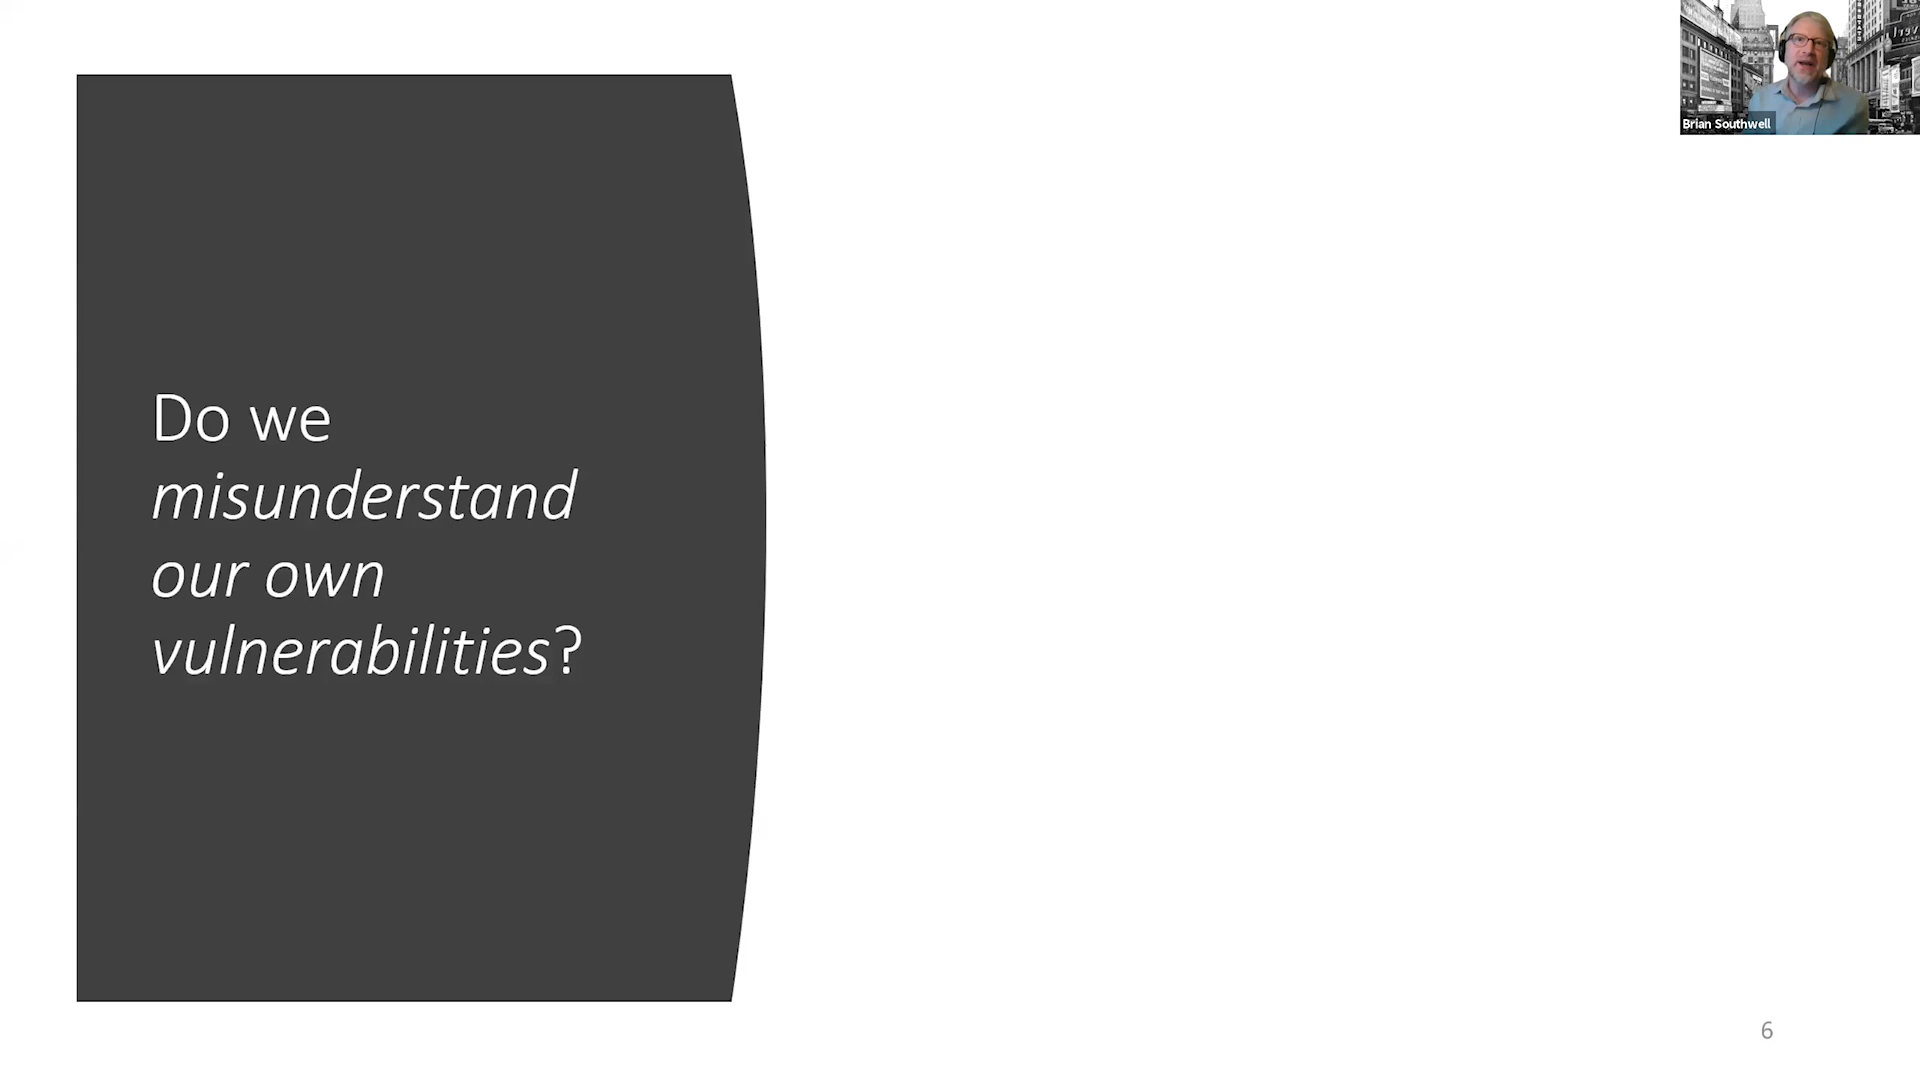 Brian Southwell
Do we
misunderstand
our own
vulnerabilities?
6